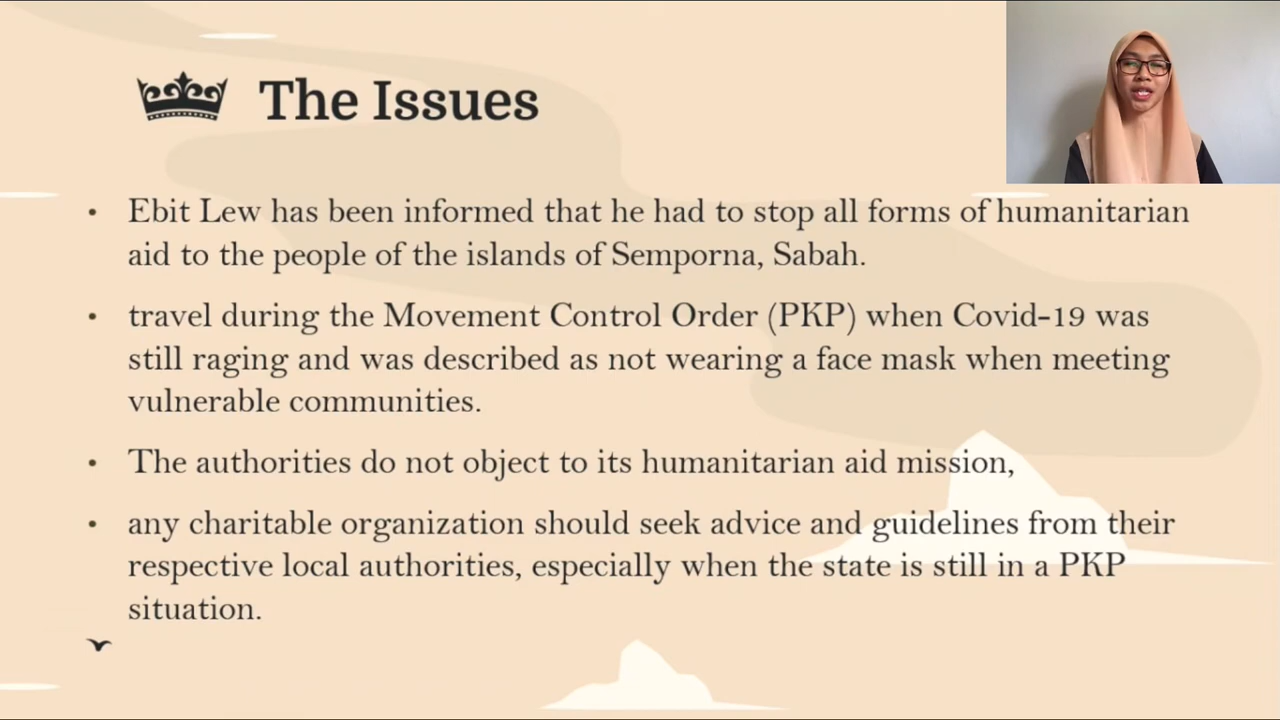 The Issues
• Ebit Lew has been informed that he had to stop all forms of humanitarian
aid to the people of the islands of Semporna, Sabah.
• travel during the Movement Control Order (PKP) when Covid-19 was
still raging and was described as not wearing a face mask when meeting
vulnerable communities.
• The authorities do not object to its humanitarian aid mission,
• any charitable organization should seek advice and guidelines from their
respective local authorities, especially when the state is still in a PKP
situation.